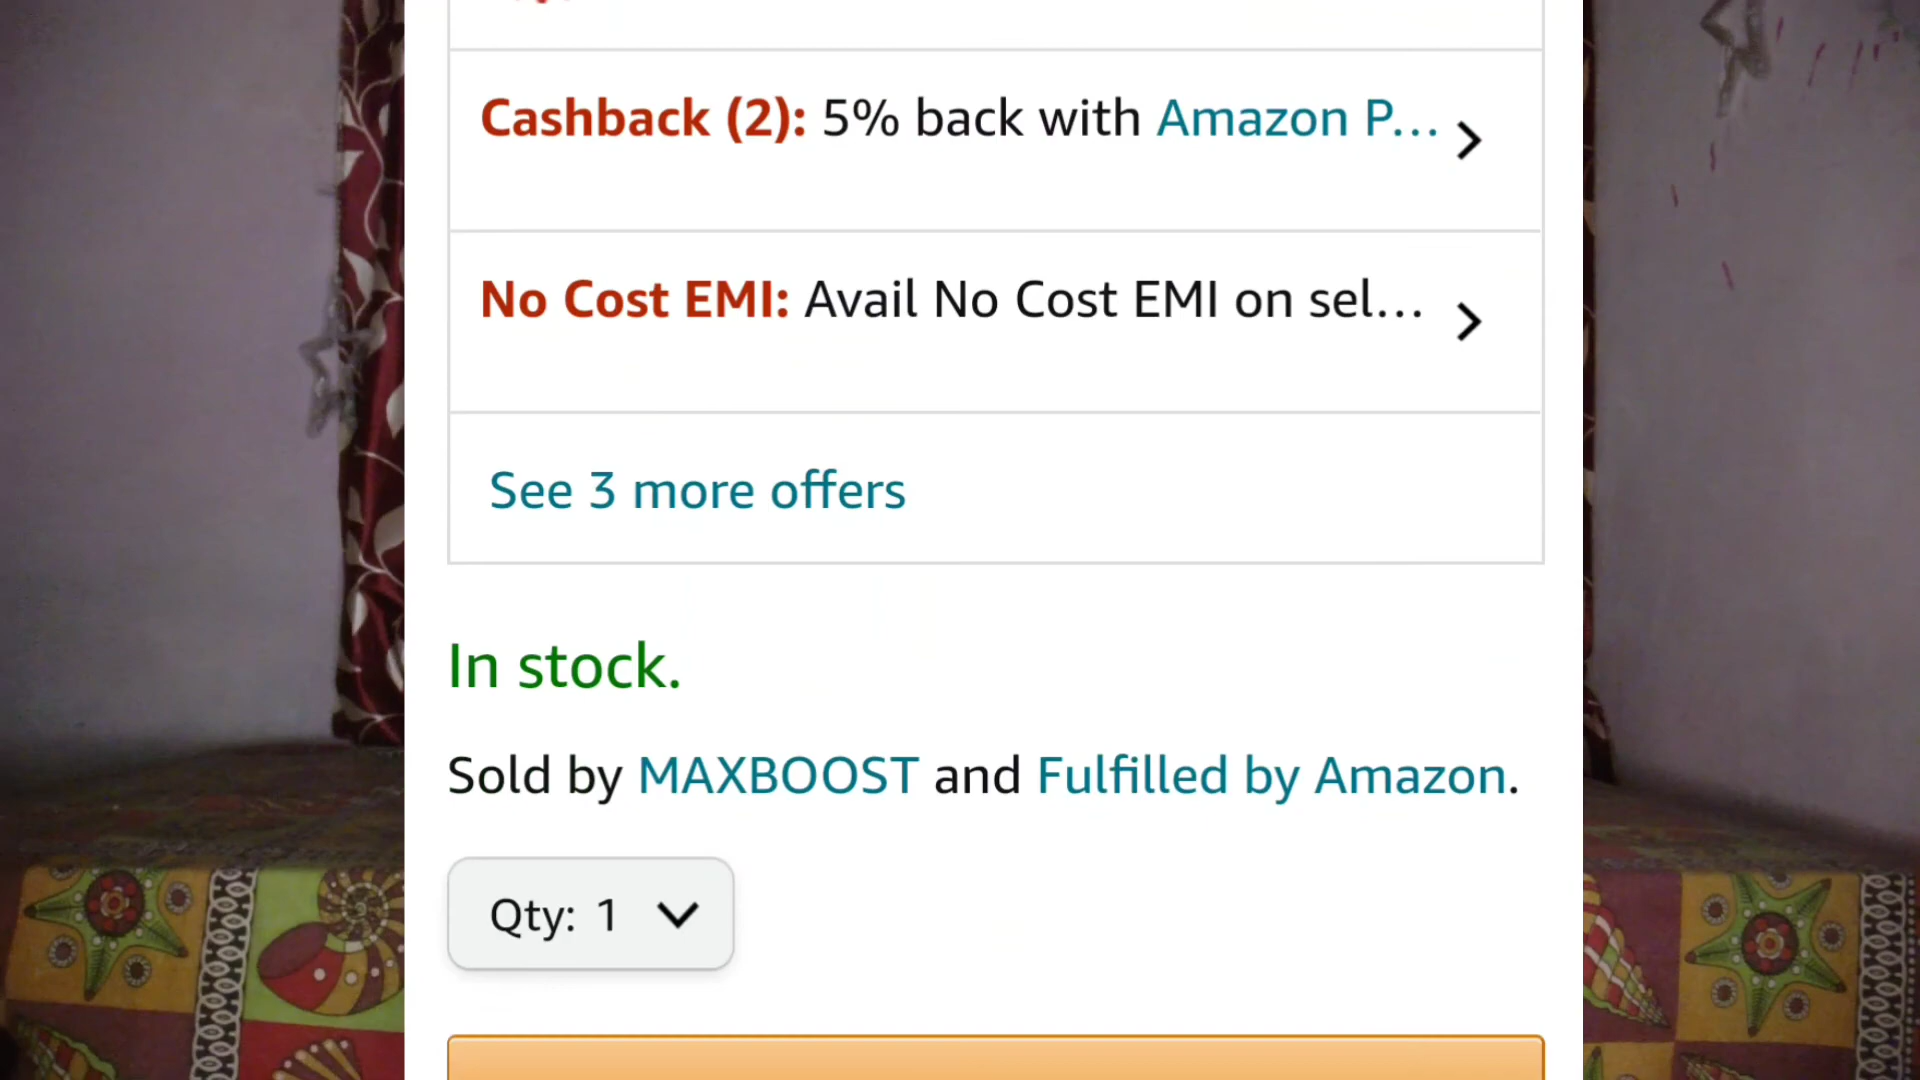 Cashback (2): 5% back with Amazon P...
No Cost EMI: Avail No Cost EMI on sel...
See 3 more offers
In stock.
Sold by MAXBOOST and Fulfilled by Amazon.
Qty: 1